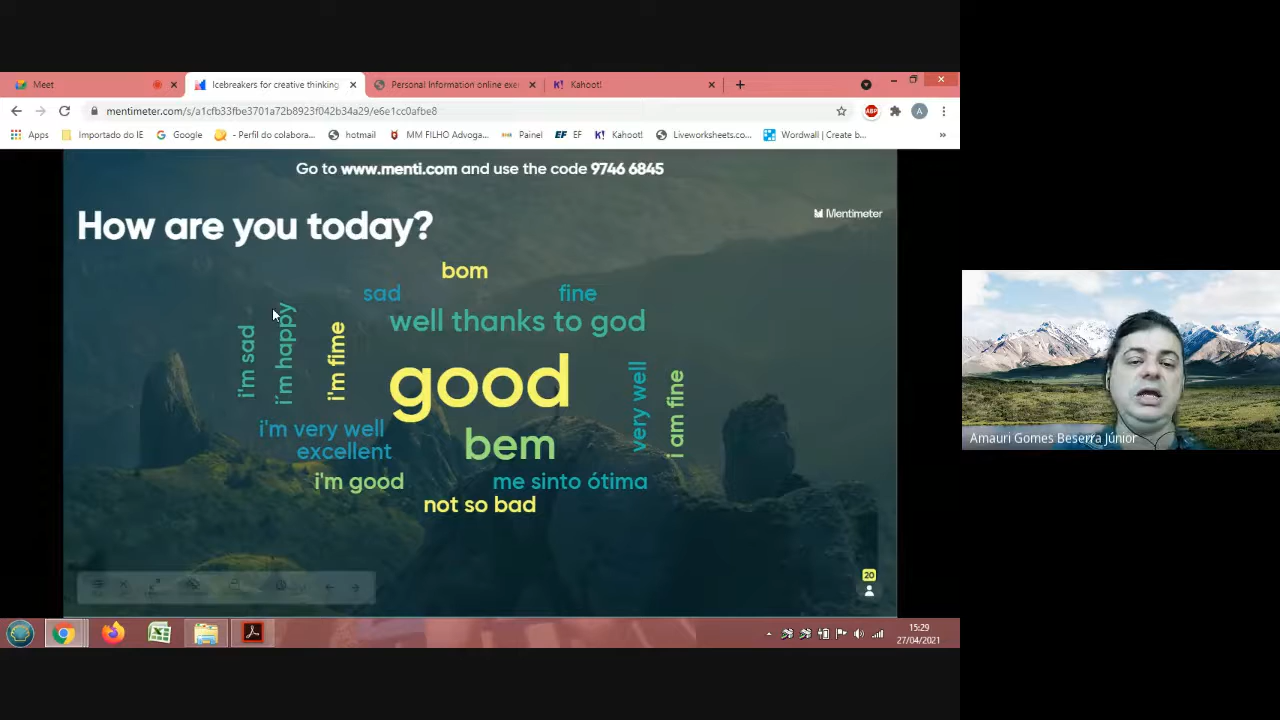 Meet
Icebreakers for creative thinking
Personal Information online exe
Kahoot!
mentimeter.com/s/a1cfb33fbe3701a72b8923f042b34a29/e6e1cc0afbe8
ABP
A
Apps
Importado do IE
Google
- Perfil do colabora...
hotmail
MM FILHO Advoga...
Painel
EF EF
K! Kahoot!
Liveworksheets.co...
Wordwall | Create b...
»
Go to www.menti.com and use the code 9746 6845
How are you today?
Mentimeter
bom
sad
fine
well thanks to god
i'm sad
i´m happy
i'm fime
good
very well
i am fine
i'm very well
bem
excellent
i'm good
me sinto ótima
not so bad
20
Amauri Gomes Beserra Júnior
15:29
27/04/2021